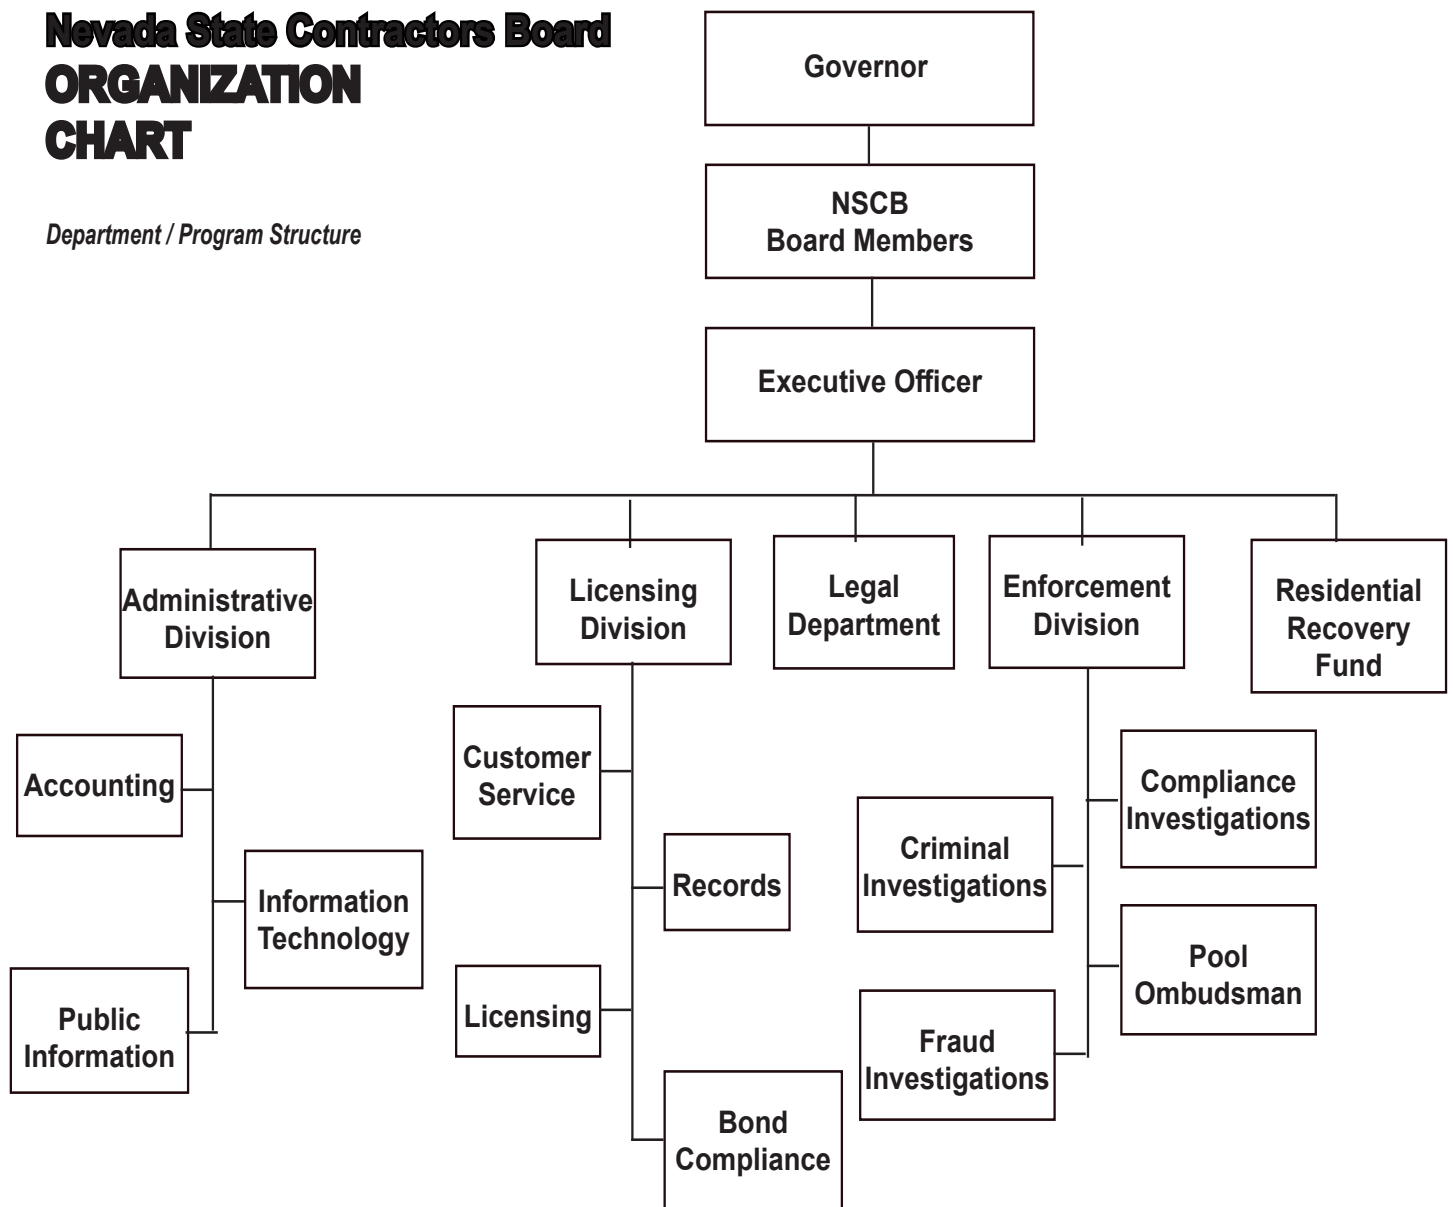 Nevada State Contractors Board
ORGANIZATION
CHART
Department / Program Structure
Governor
NSCB
Board Members
Executive Officer
Administrative
Division
Licensing
Division
Legal
Department
Enforcement
Division
Residential
Recovery
Fund
Accounting
Information
Technology
Public
Information
Customer
Service
Records
Licensing
Bond
Compliance
Compliance
Investigations
Criminal
Investigations
Pool
Ombudsman
Fraud
Investigations